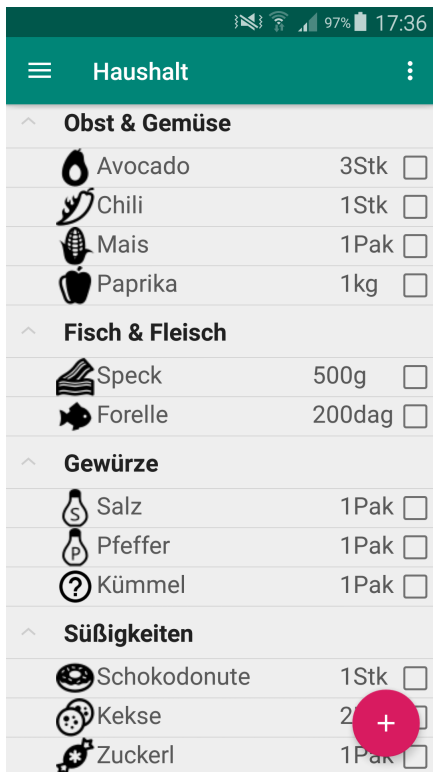 97% 17:36
Haushalt
Obst & Gemüse
Avocado 3Stk
Chili 1Stk
Mais 1Pak
Paprika 1kg
Fisch & Fleisch
Speck 500g
Forelle 200dag
Gewürze
S Salz 1Pak
P Pfeffer 1Pak
? Kümmel 1Pak
Süßigkeiten
Schokodonute 1Stk
Kekse
Zuckerl 1Pak